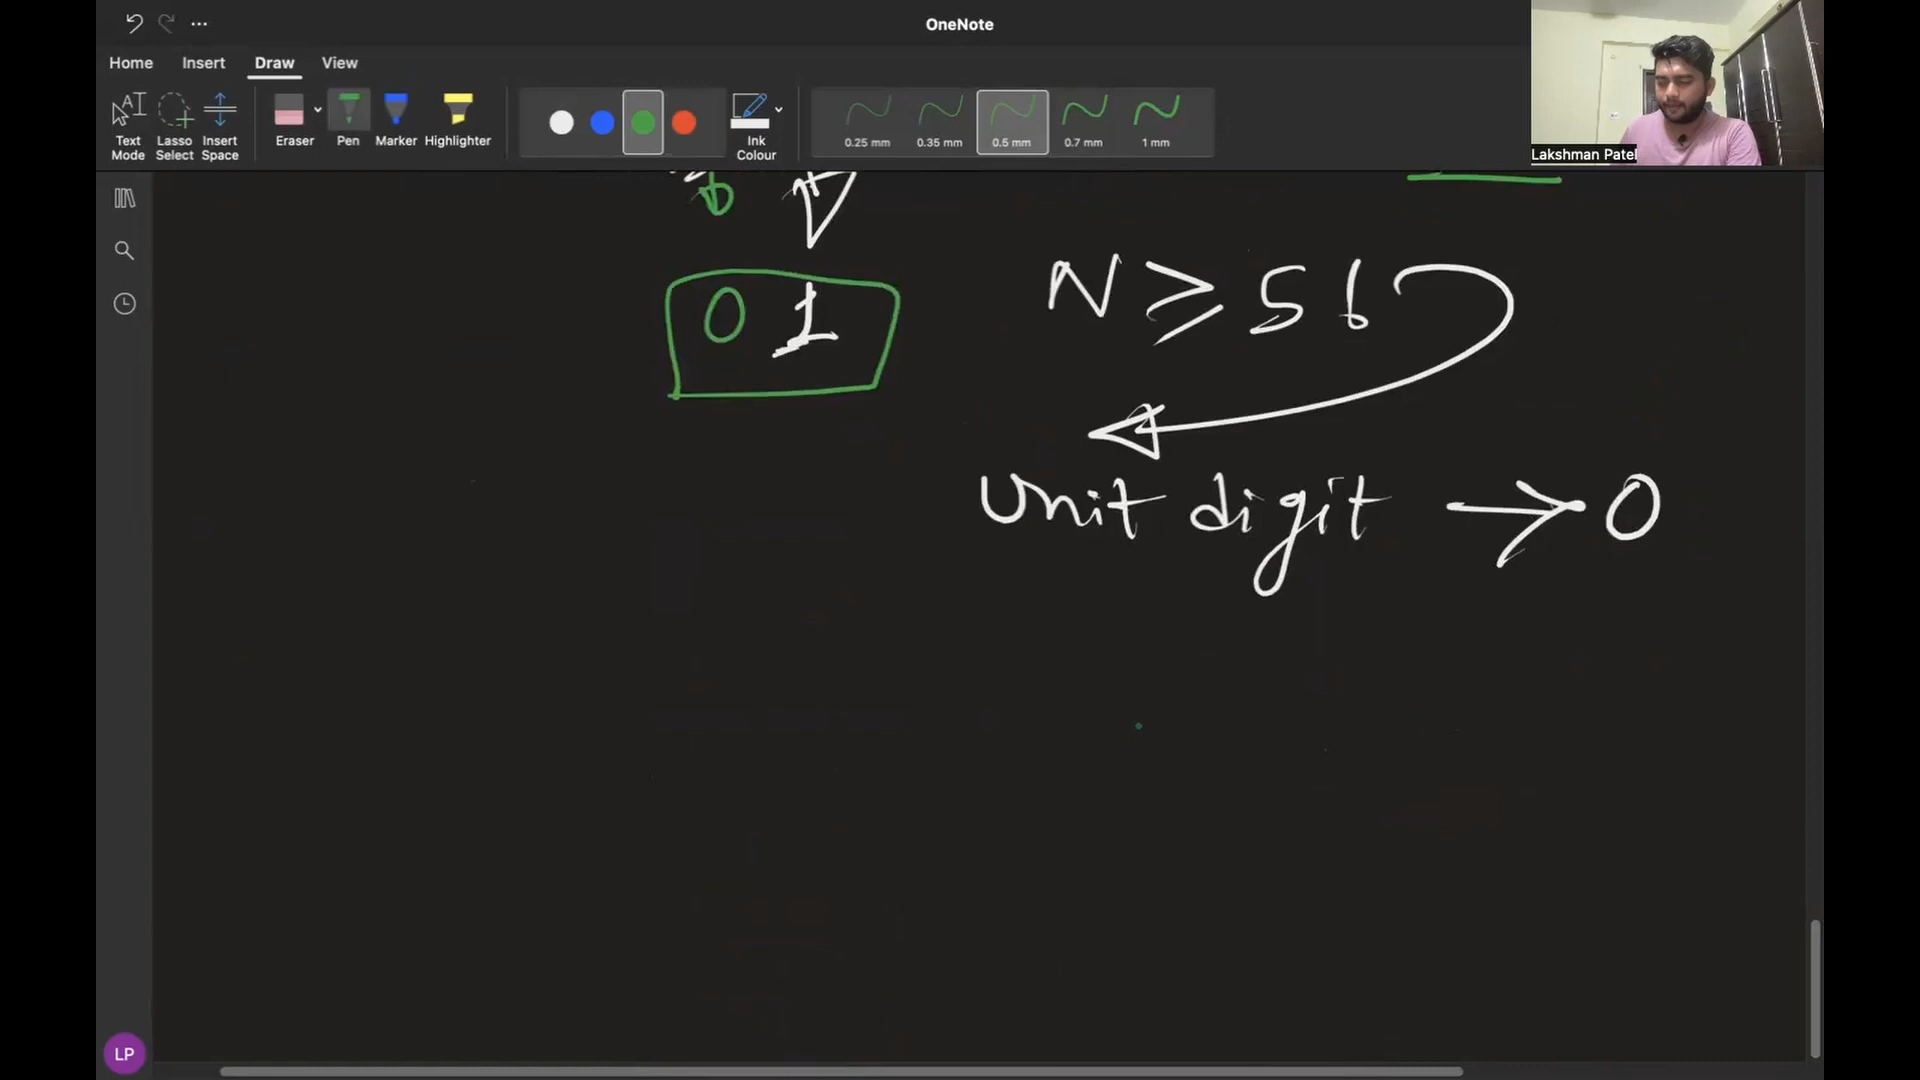 OneNote
Home Insert Draw View
Text Mode
Lasso Select
Insert Space
Eraser
Pen
Marker
Highlighter
Ink Colour
0.25 mm
0.35 mm
0.5 mm
0.7 mm
1 mm
Lakshman Patel
0 1
N ≥ 56
Unit digit → 0
LP